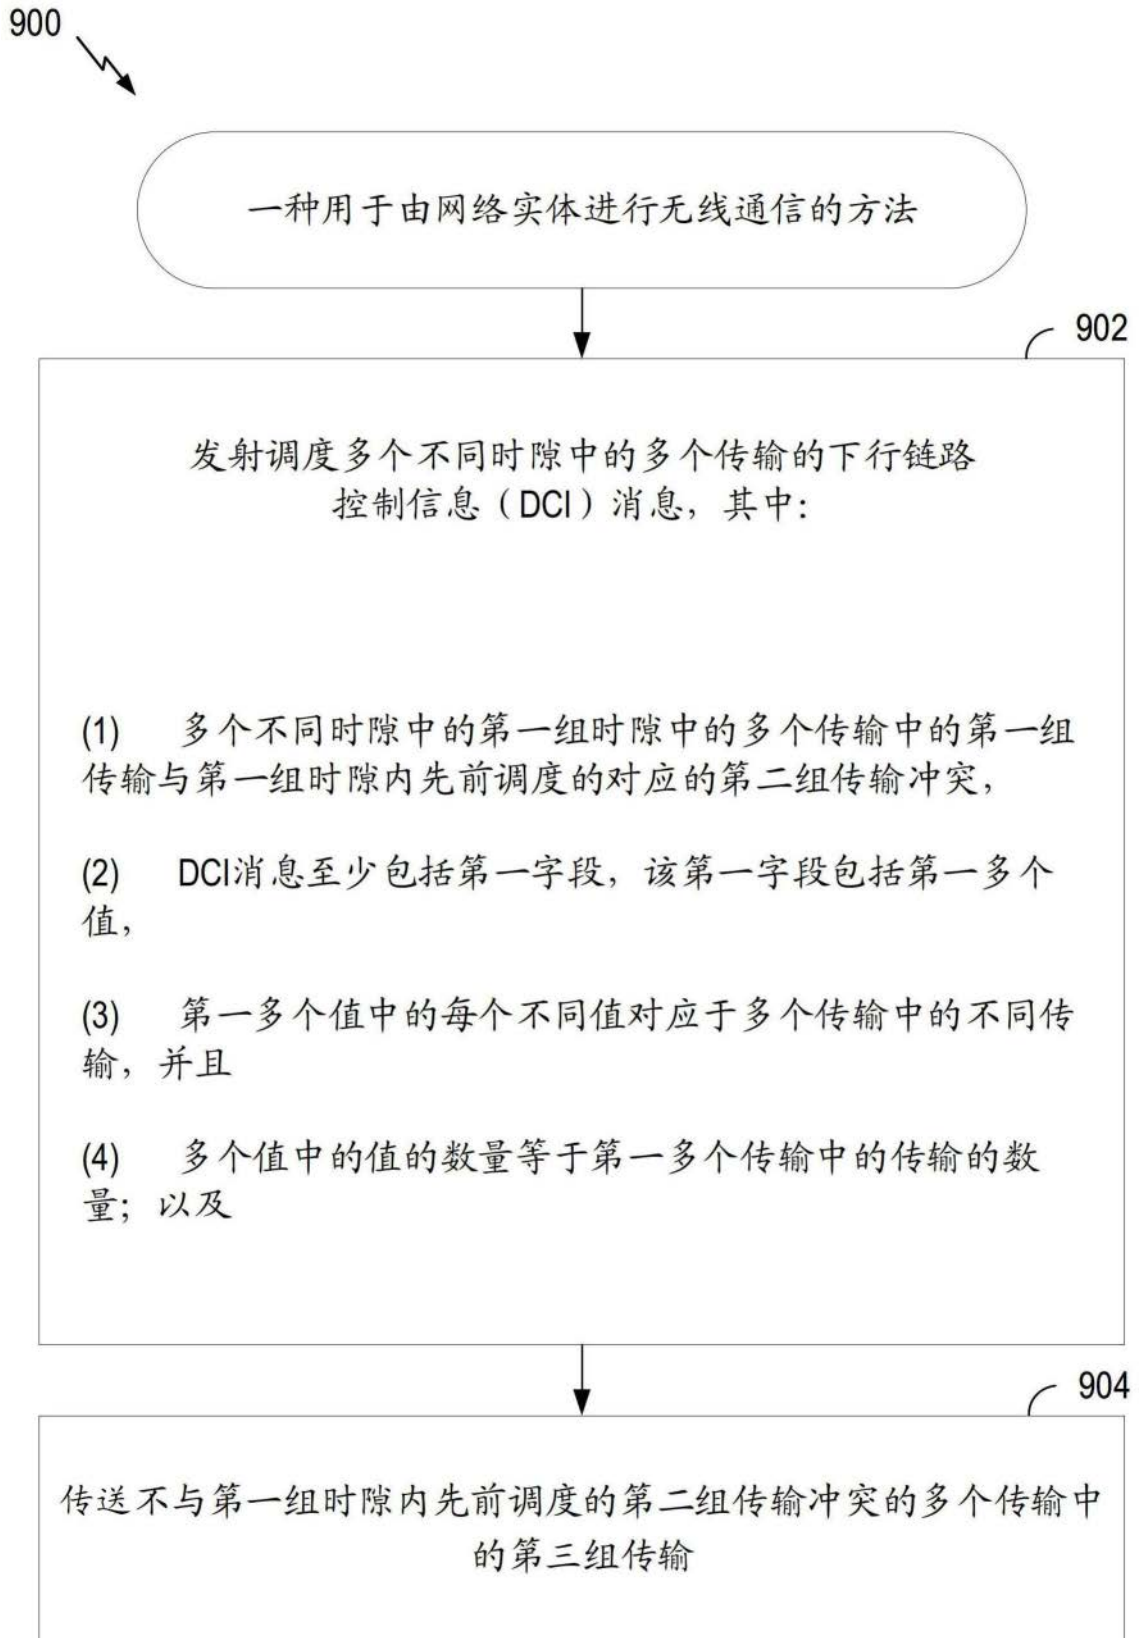 900
一种用于由网络实体进行无线通信的方法
902
发射调度多个不同时隙中的多个传输的下行链路
控制信息（DCI）消息，其中：
(1) 多个不同时隙中的第一组时隙中的多个传输中的第一组
传输与第一组时隙内先前调度的对应的第二组传输冲突，
(2) DCI消息至少包括第一字段，该第一字段包括第一多个
值，
(3) 第一多个值中的每个不同值对应于多个传输中的不同传
输，并且
(4) 多个值中的值的数量等于第一多个传输中的传输的数
量；以及
904
传送不与第一组时隙内先前调度的第二组传输冲突的多个传输中
的第三组传输